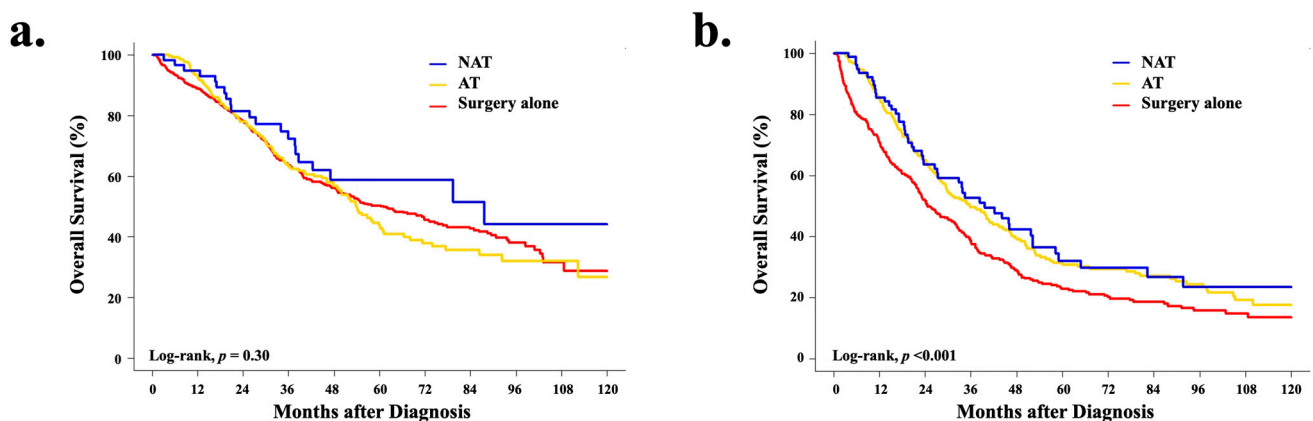 a.
Overall Survival (%)
100
80
60
40
20
0
NAT
AT
Surgery alone
Log-rank, p = 0.30
0 12 24 36 48 60 72 84 96 108 120
Months after Diagnosis
b.
Overall Survival (%)
100
80
60
40
20
0
NAT
AT
Surgery alone
Log-rank, p <0.001
0 12 24 36 48 60 72 84 96 108 120
Months after Diagnosis